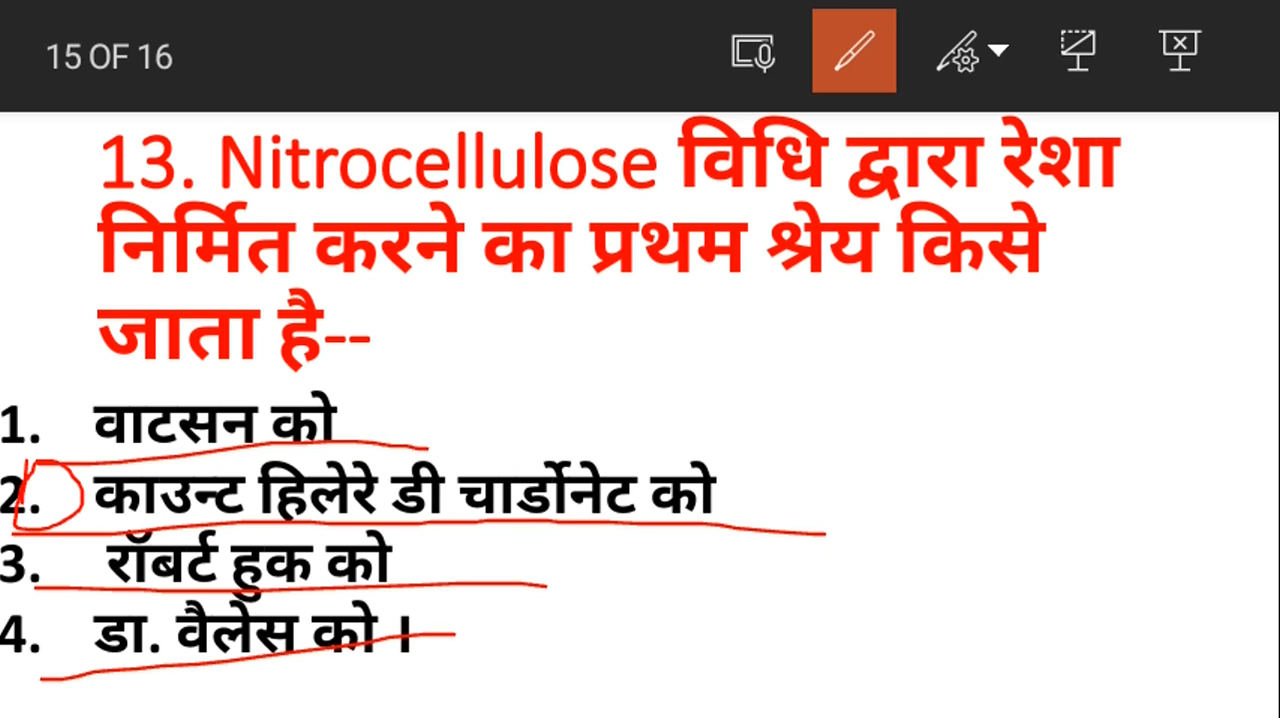 15 OF 16
13. Nitrocellulose विधि द्वारा रेशा
निर्मित करने का प्रथम श्रेय किसे
जाता है--
1. वाटसन को
2. काउन्ट हिलेरे डी चार्डोनेट को
3. रॉबर्ट हुक को
4. डा. वैलेस को ।